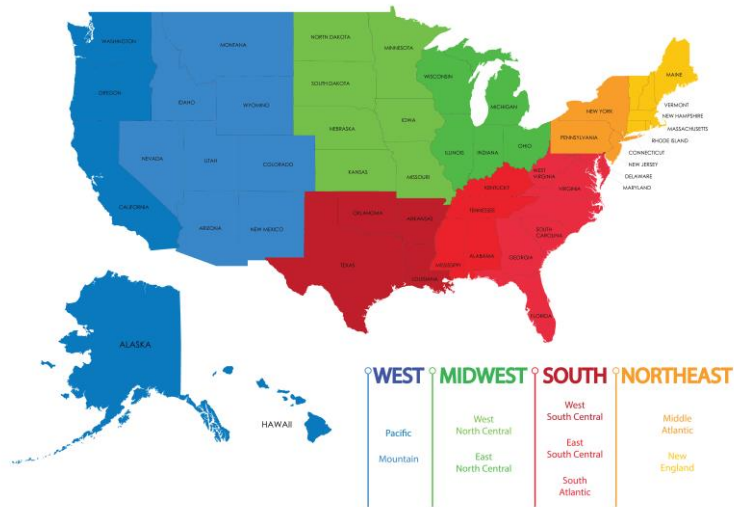 WASHINGTON
MONTANA
NORTH DAKOTA
MINNESOTA
MAINE
OREGON
IDAHO
WYOMING
SOUTH DAKOTA
WISCONSIN
MICHIGAN
NEW YORK
VERMONT
NEW HAMPSHIRE
MASSACHUSETTS
RHODE ISLAND
CONNECTICUT
NEW JERSEY
DELAWARE
MARYLAND
NEVADA
UTAH
COLORADO
NEBRASKA
IOWA
ILLINOIS
INDIANA
OHIO
PENNSYLVANIA
CALIFORNIA
KANSAS
MISSOURI
KENTUCKY
WEST
VIRGINIA
VIRGINIA
ARIZONA
NEW MEXICO
OKLAHOMA
ARKANSAS
TENNESSEE
SOUTH
CAROLINA
TEXAS
LOUISIANA
MISSISSIPPI
ALABAMA
GEORGIA
FLORIDA
ALASKA
HAWAII
WEST
Pacific
Mountain
MIDWEST
West
North Central
East
North Central
SOUTH
West
South Central
East
South Central
South
Atlantic
NORTHEAST
Middle
Atlantic
New
England